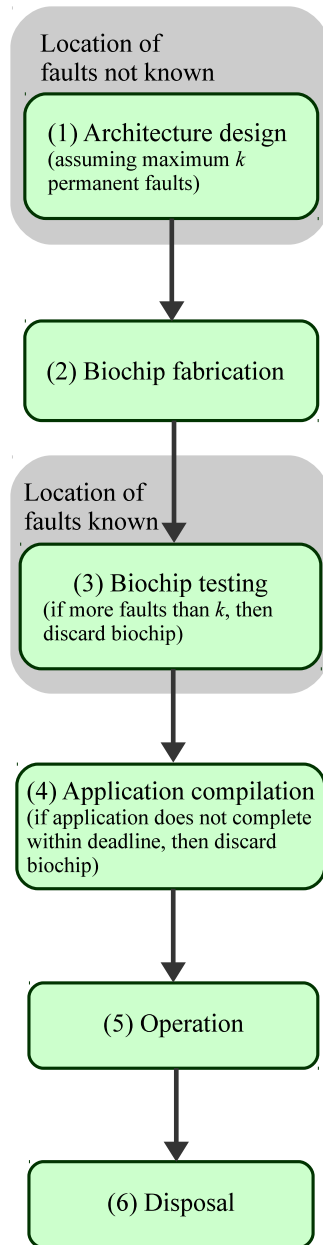 Location of
faults not known
(1) Architecture design
(assuming maximum k
permanent faults)
(2) Biochip fabrication
Location of
faults known
(3) Biochip testing
(if more faults than k, then
discard biochip)
(4) Application compilation
(if application does not complete
within deadline, then discard
biochip)
(5) Operation
(6) Disposal